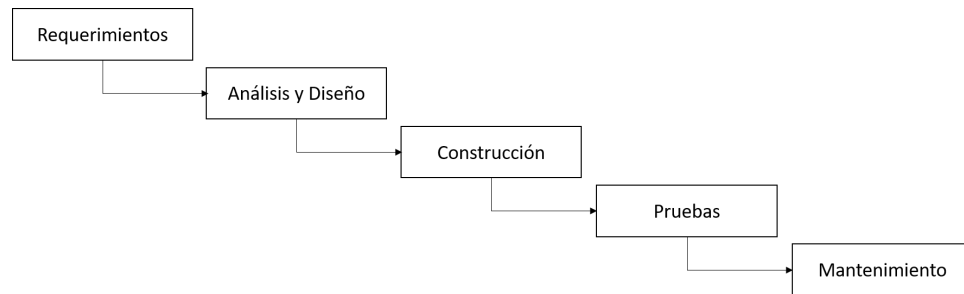 Requerimientos
Análisis y Diseño
Construcción
Pruebas
Mantenimiento